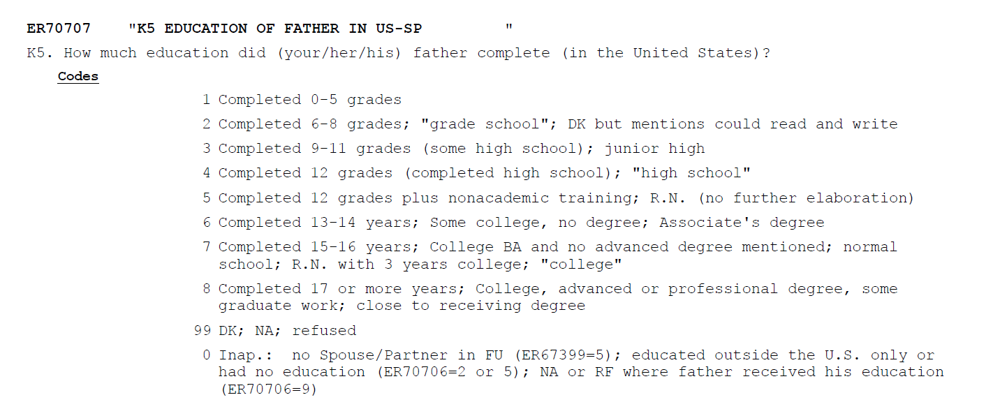 ER70707    "K5 EDUCATION OF FATHER IN US-SP          "
K5. How much education did (your/her/his) father complete (in the United States)?
Codes
1 Completed 0-5 grades
2 Completed 6-8 grades; "grade school"; DK but mentions could read and write
3 Completed 9-11 grades (some high school); junior high
4 Completed 12 grades (completed high school); "high school"
5 Completed 12 grades plus nonacademic training; R.N. (no further elaboration)
6 Completed 13-14 years; Some college, no degree; Associate's degree
7 Completed 15-16 years; College BA and no advanced degree mentioned; normal
school; R.N. with 3 years college; "college"
8 Completed 17 or more years; College, advanced or professional degree, some
graduate work; close to receiving degree
99 DK; NA; refused
0 Inap.:  no Spouse/Partner in FU (ER67399=5); educated outside the U.S. only or
had no education (ER70706=2 or 5); NA or RF where father received his education
(ER70706=9)